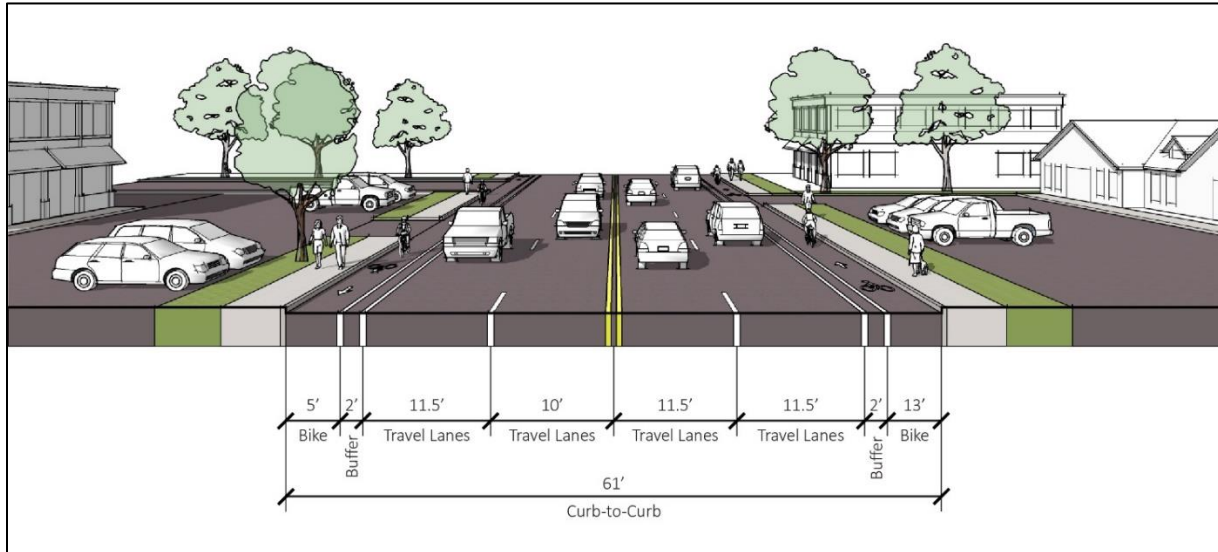 5’ 2’ 11.5’ 10’ 11.5’ 11.5’ 2’ 13’
Bike Buffer Travel Lanes Travel Lanes Travel Lanes Travel Lanes Buffer Bike
61’
Curb-to-Curb